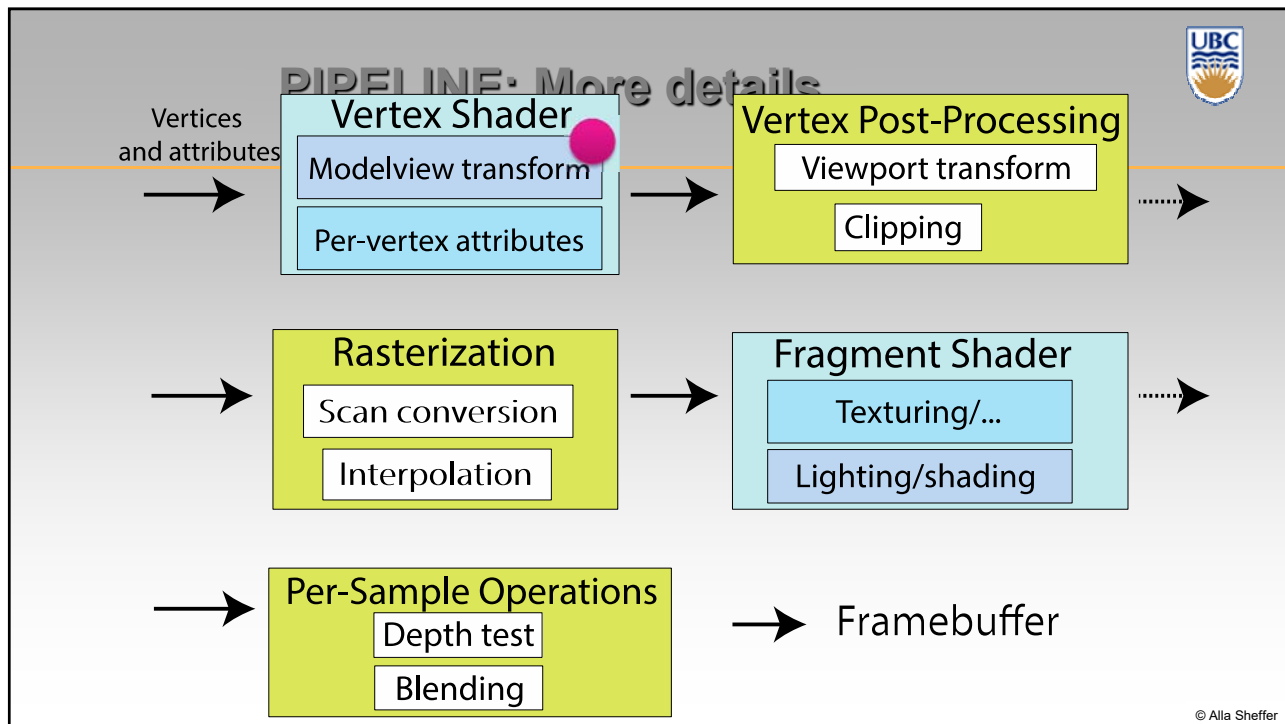 UBC
PIPELINE: More details
Vertices
and attributes
Vertex Shader
Modelview transform
Per-vertex attributes
Vertex Post-Processing
Viewport transform
Clipping
Rasterization
Scan conversion
Interpolation
Fragment Shader
Texturing/...
Lighting/shading
Per-Sample Operations
Depth test
Blending
Framebuffer
© Alla Sheffer